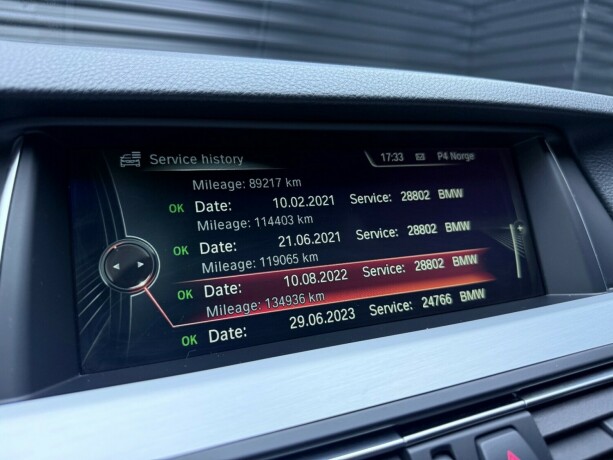 Service history 17:33 P4 Norge
Mileage: 89217 km
OK Date: 10.02.2021 Service: 28802 BMW
Mileage: 114403 km
OK Date: 21.06.2021 Service: 28802 BMW
Mileage: 119065 km
OK Date: 10.08.2022 Service: 28802 BMW
Mileage: 134936 km
OK Date: 29.06.2023 Service: 24766 BMW